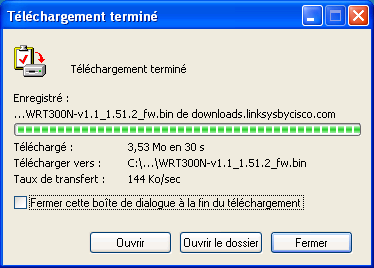 Téléchargement terminé
Téléchargement terminé
Enregistré :
...WRT300N-v1.1_1.51.2_fw.bin de downloads.linksysbycisco.com
Téléchargé : 3,53 Mo en 30 s
Télécharger vers : C:\...\WRT300N-v1.1_1.51.2_fw.bin
Taux de transfert : 144 Ko/sec
Fermer cette boîte de dialogue à la fin du téléchargement
Ouvrir Ouvrir le dossier Fermer